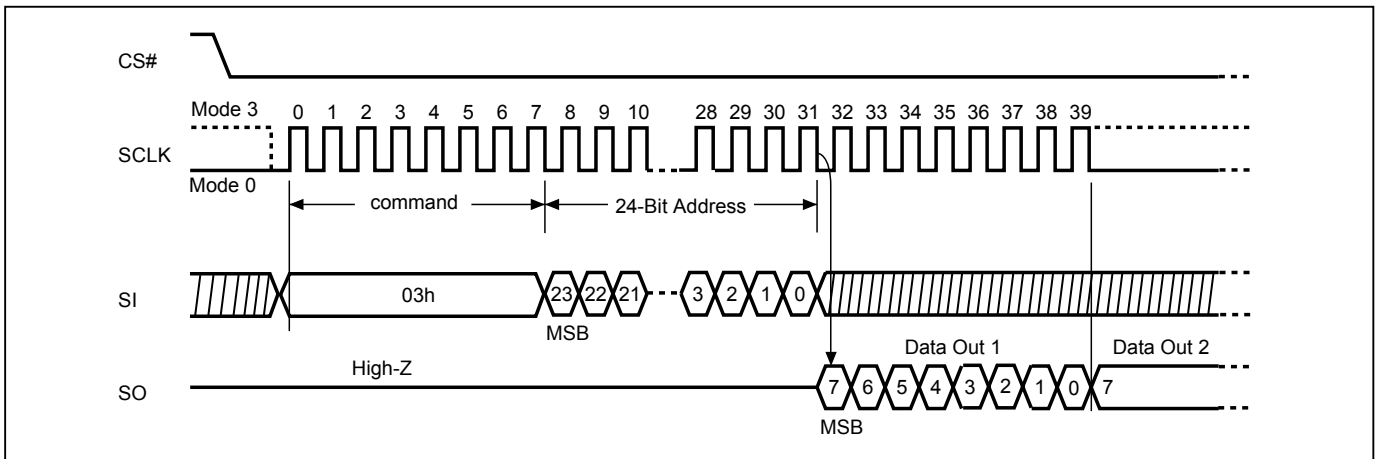 CS#
Mode 3
0 1 2 3 4 5 6 7 8 9 10 28 29 30 31 32 33 34 35 36 37 38 39
SCLK
Mode 0
command
24-Bit Address
SI
03h
23 22 21 3 2 1 0
MSB
Data Out 1
Data Out 2
High-Z
SO
7 6 5 4 3 2 1 0 7
MSB